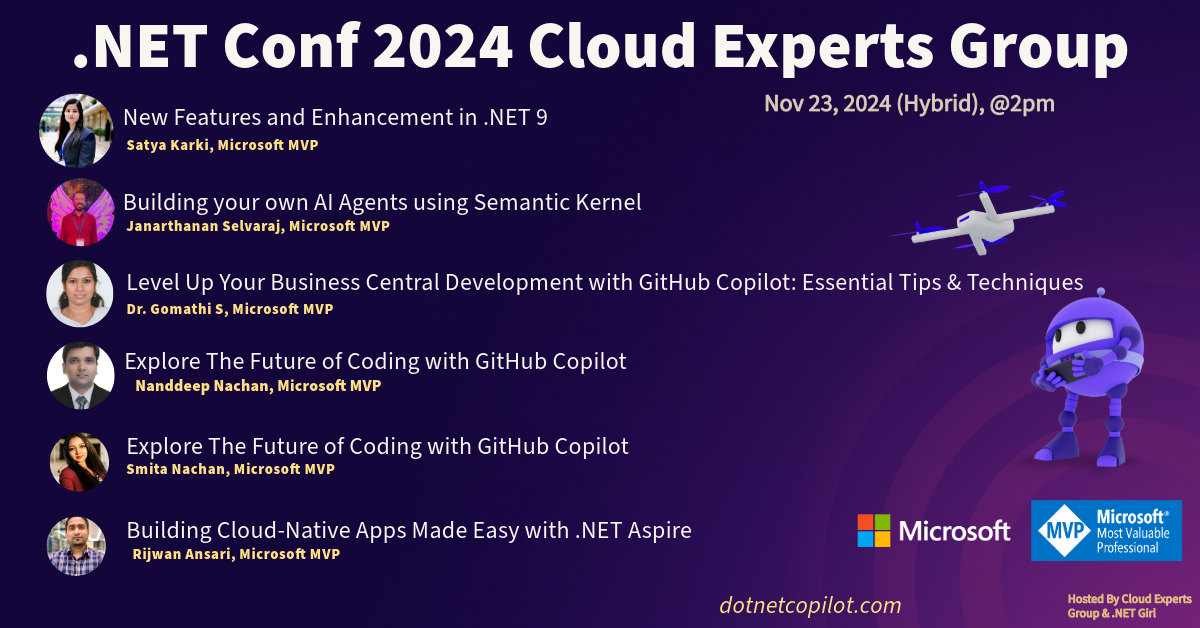 .NET Conf 2024 Cloud Experts Group
Nov 23, 2024 (Hybrid), @2pm
New Features and Enhancement in .NET 9
Satya Karki, Microsoft MVP
Building your own AI Agents using Semantic Kernel
Janarthanan Selvaraj, Microsoft MVP
Level Up Your Business Central Development with GitHub Copilot: Essential Tips & Techniques
Dr. Gomathi S, Microsoft MVP
Explore The Future of Coding with GitHub Copilot
Nanddeep Nachan, Microsoft MVP
Explore The Future of Coding with GitHub Copilot
Smita Nachan, Microsoft MVP
Building Cloud-Native Apps Made Easy with .NET Aspire
Rijwan Ansari, Microsoft MVP
Microsoft
MVP
Microsoft®
Most Valuable
Professional
dotnetcopilot.com
Hosted By Cloud Experts
Group & .NET Girl